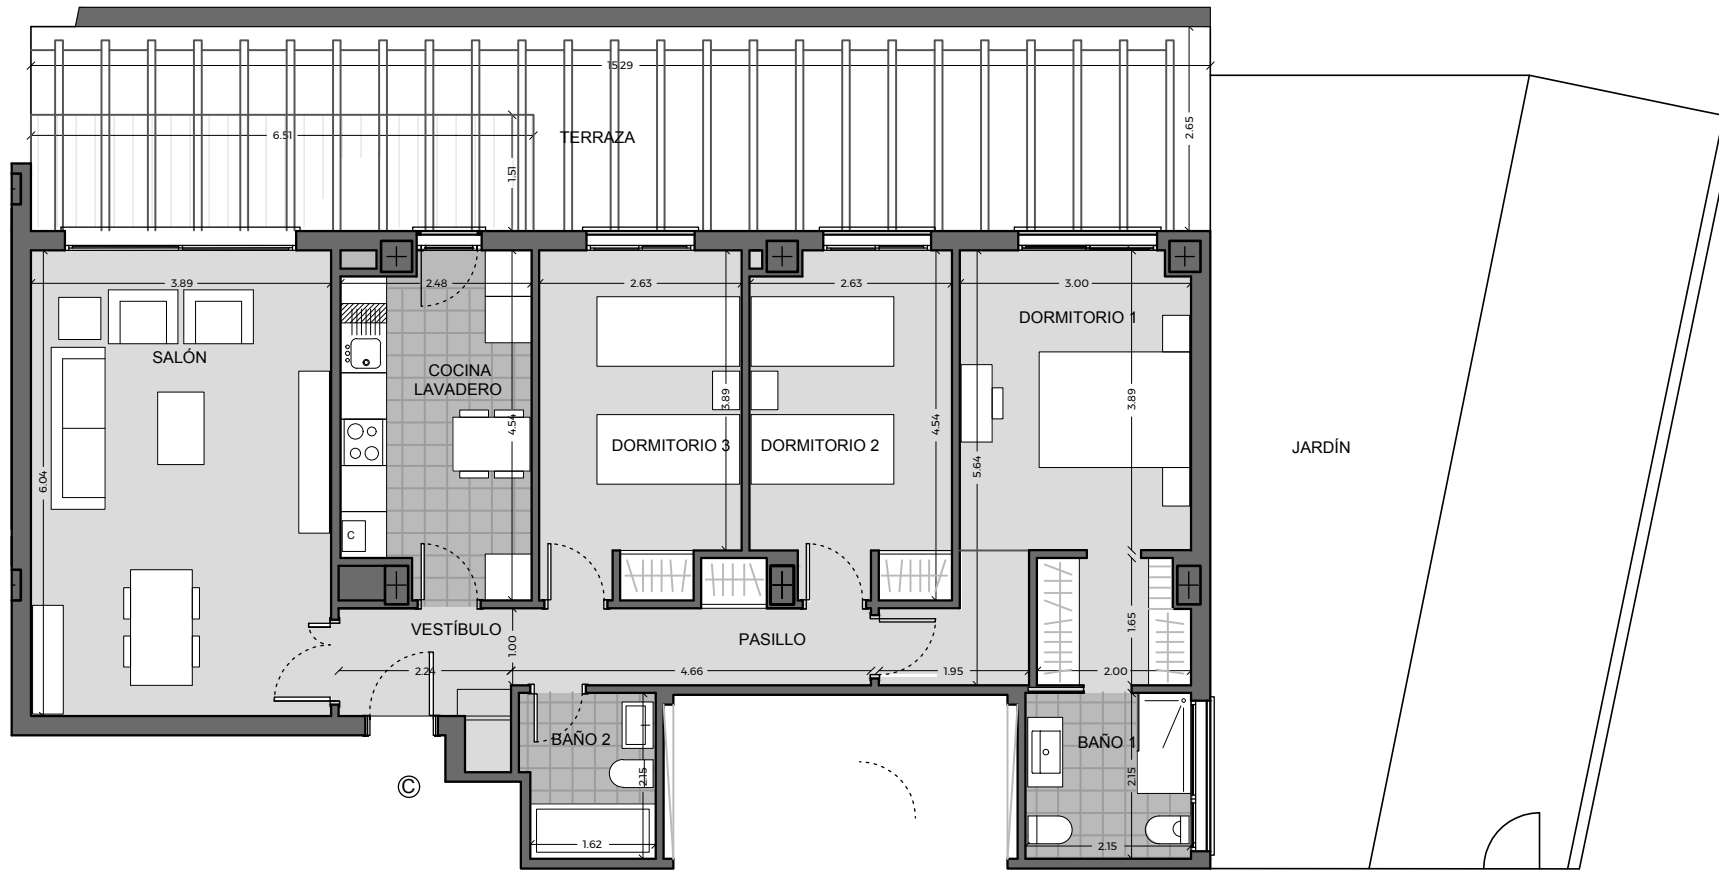 15.29
2.65
6.51
TERRAZA
1.51
3.89
2.48
2.63
2.63
3.00
DORMITORIO 1
SALÓN
COCINA
LAVADERO
3.89
4.54
DORMITORIO 3
DORMITORIO 2
4.54
3.89
5.64
6.04
JARDÍN
C
VESTÍBULO
1.00
PASILLO
1.65
2.24
4.66
1.95
2.00
BAÑO 2
2.15
BAÑO 1
2.15
C
1.62
2.15